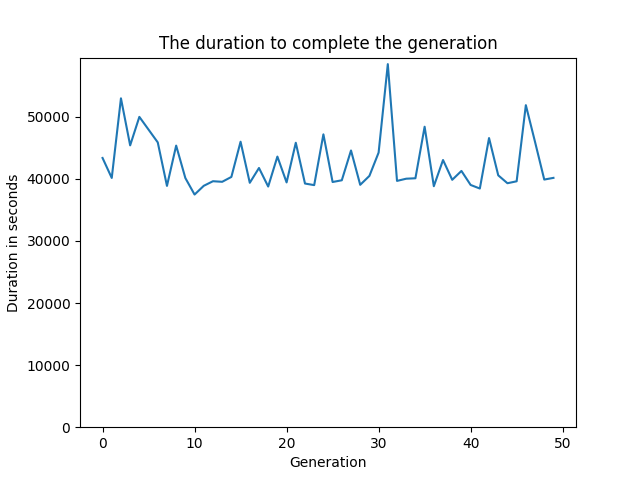 The duration to complete the generation
Duration in seconds
50000
40000
30000
20000
10000
0
0 10 20 30 40 50
Generation